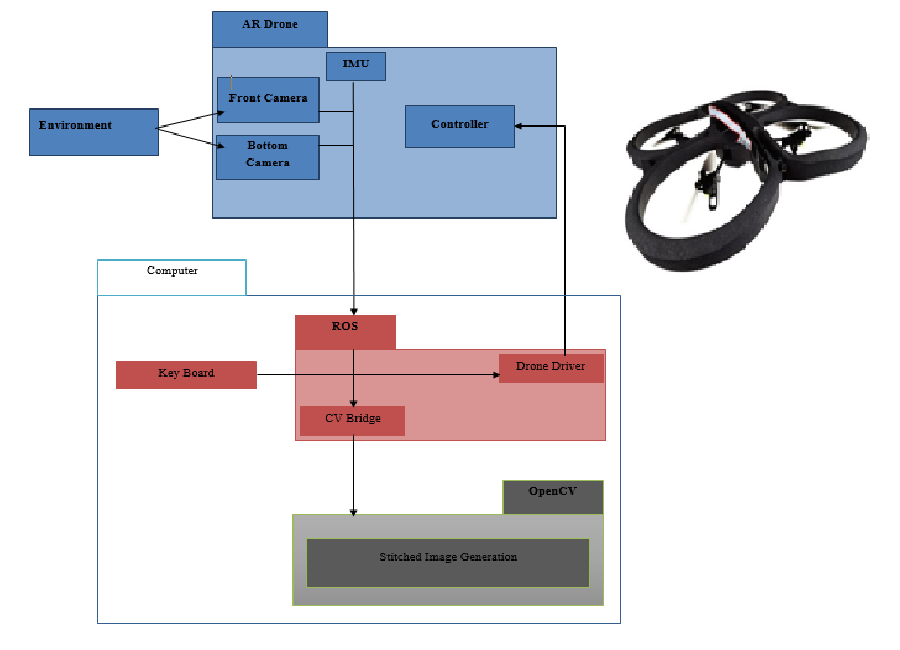 AR Drone
IMU
Front Camera
Environment
Controller
Bottom
Camera
Computer
ROS
Drone Driver
Key Board
CV Bridge
OpenCV
Stitched Image Generation